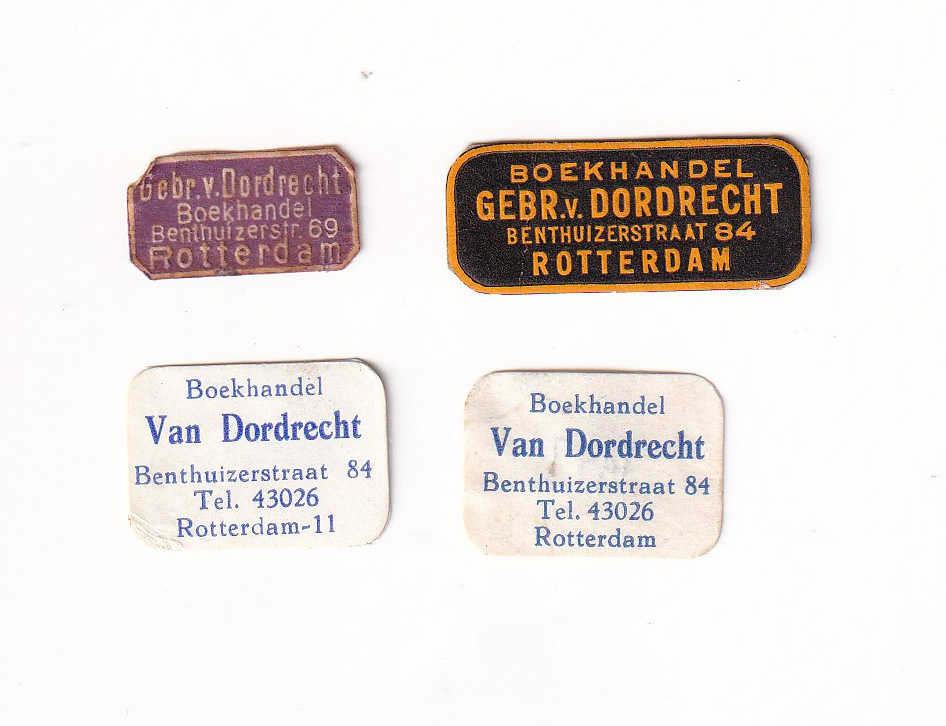 Gebr.v.Dordrecht
Boekhandel
Benthuizerstr. 69
Rotterdam
BOEKHANDEL
GEBR.v. DORDRECHT
BENTHUIZERSTRAAT 84
ROTTERDAM
Boekhandel
Van Dordrecht
Benthuizerstraat 84
Tel. 43026
Rotterdam-11
Boekhandel
Van Dordrecht
Benthuizerstraat 84
Tel. 43026
Rotterdam